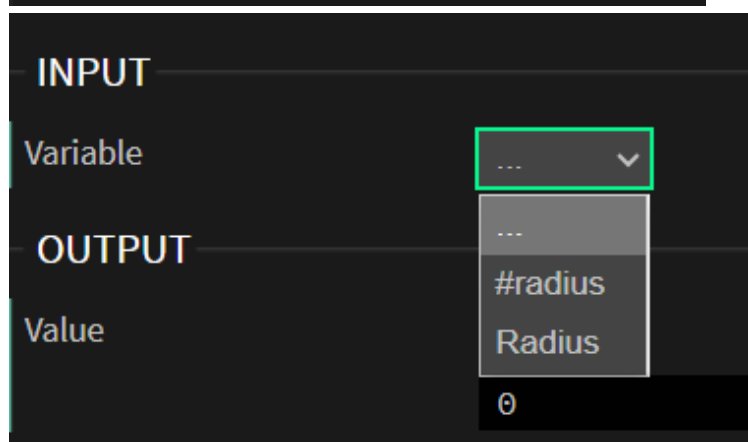 INPUT
Variable
...
...
OUTPUT
#radius
Value
Radius
0